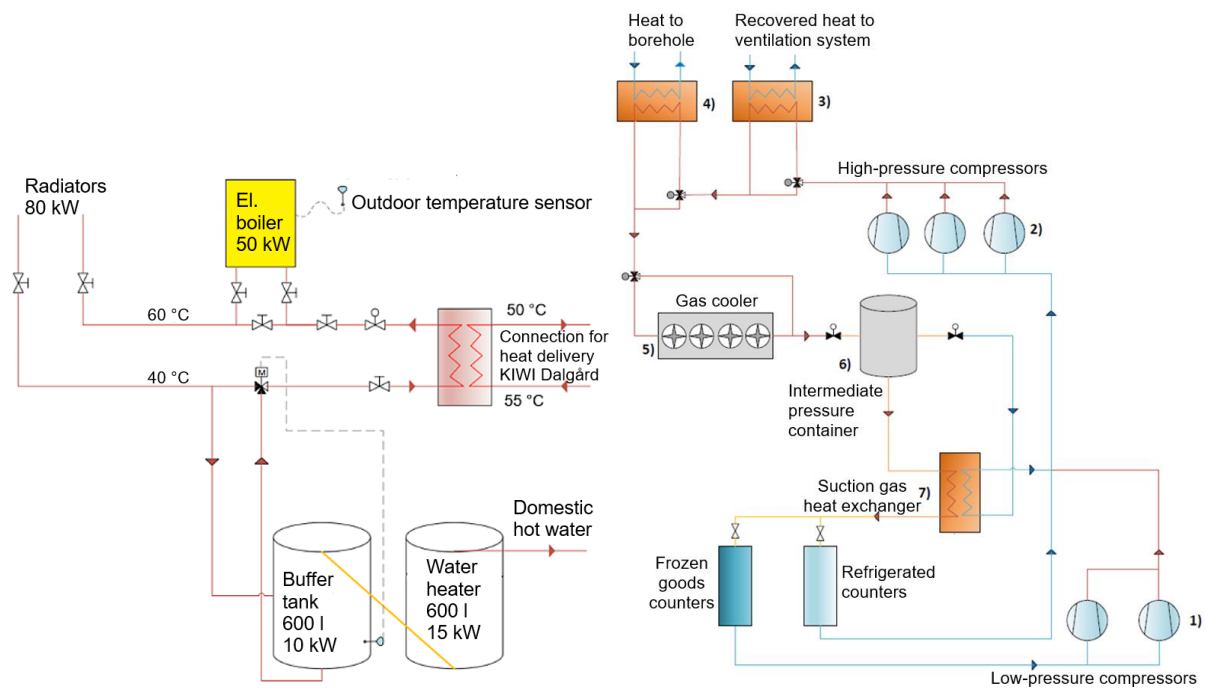 Radiators
80 kW
El.
boiler
50 kW
Outdoor temperature sensor
60 °C
50 °C
Connection for
heat delivery
KIWI Dalgård
40 °C
M
55 °C
Buffer
tank
600 l
10 kW
Water
heater
600 l
15 kW
Domestic
hot water
Heat to
borehole
Recovered heat to
ventilation system
4)
3)
High-pressure compressors
2)
Gas cooler
5)
6)
Intermediate
pressure
container
Suction gas
heat exchanger
7)
Frozen
goods
counters
Refrigerated
counters
1)
Low-pressure compressors